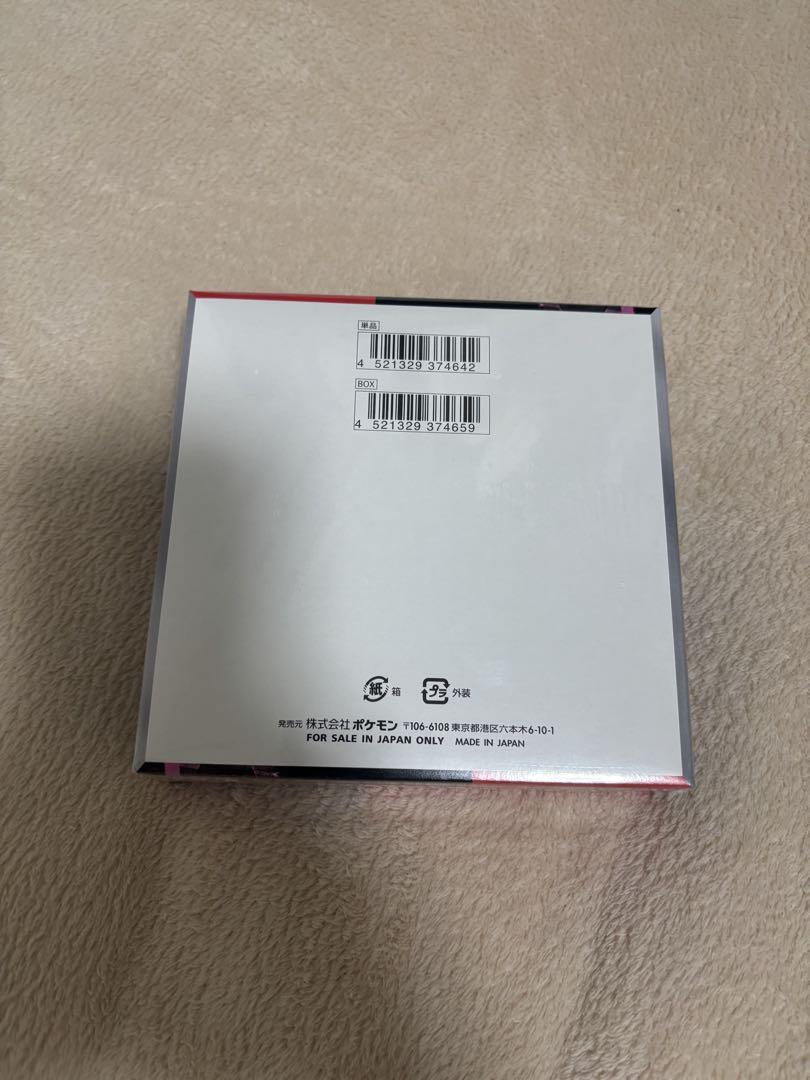 単品
4 521329 374642
BOX
4 521329 374659
紙 箱 プラ 外装
発売元 株式会社 ポケモン 〒106-6108 東京都港区六本木6-10-1
FOR SALE IN JAPAN ONLY MADE IN JAPAN